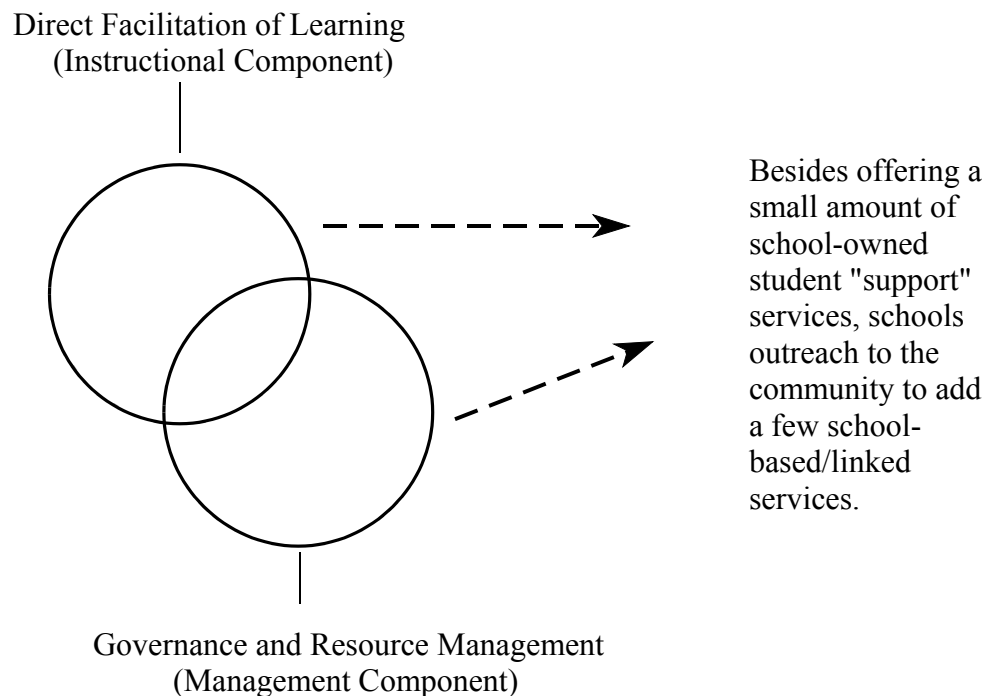 Direct Facilitation of Learning
(Instructional Component)
Besides offering a
small amount of
school-owned
student "support"
services, schools
outreach to the
community to add
a few school-
based/linked
services.
Governance and Resource Management
(Management Component)